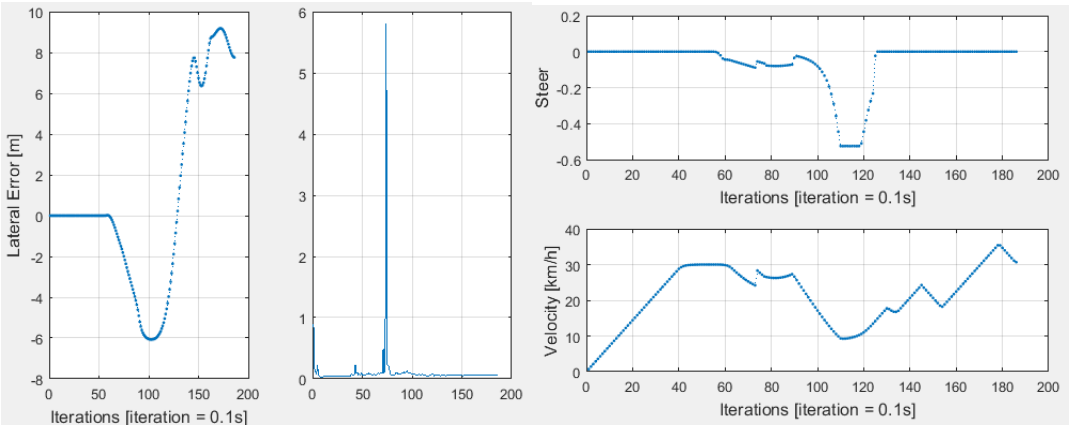 10
8
6
4
2
0
-2
-4
-6
-8
Lateral Error [m]
0 50 100 150 200
Iterations [iteration = 0.1s]
6
5
4
3
2
1
0
0 50 100 150 200
0.2
0
-0.2
-0.4
-0.6
Steer
0 20 40 60 80 100 120 140 160 180 200
Iterations [iteration = 0.1s]
40
30
20
10
0
Velocity [km/h]
0 20 40 60 80 100 120 140 160 180 200
Iterations [iteration = 0.1s]